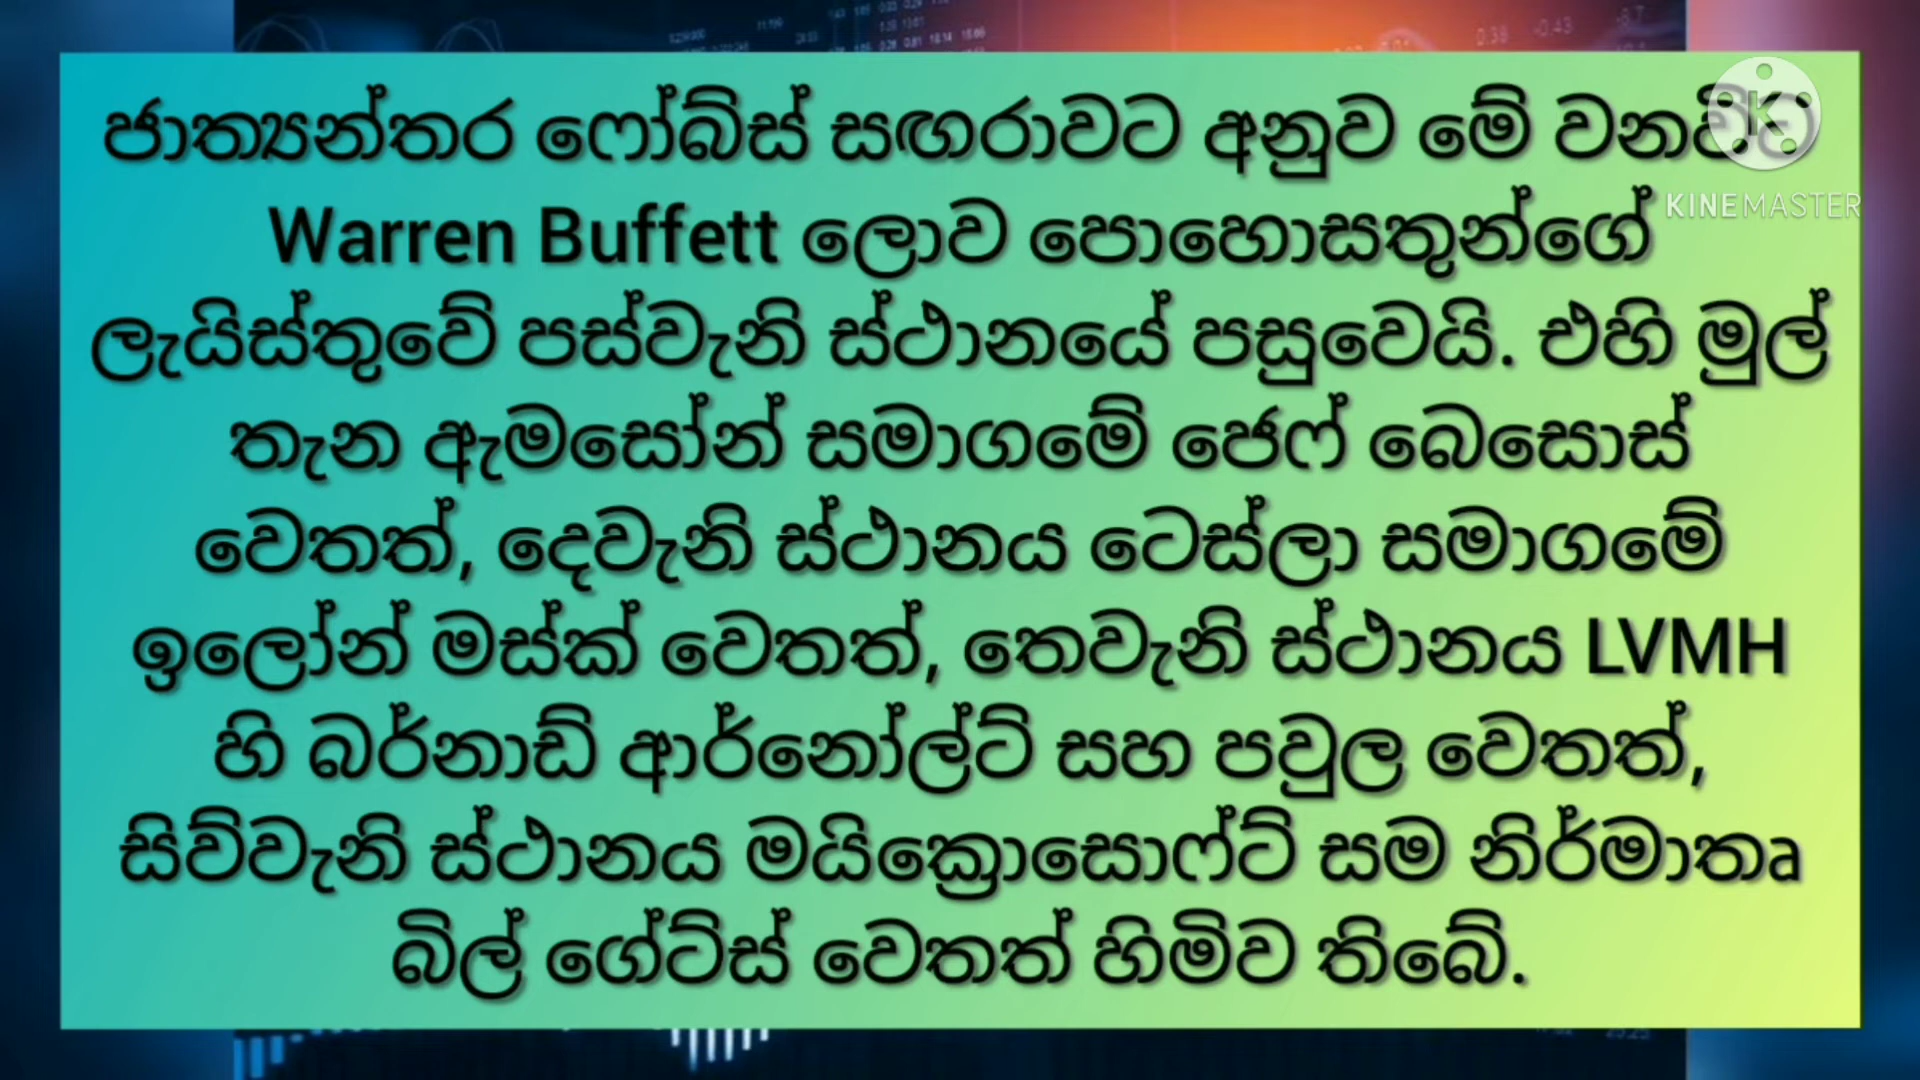 ජාත්‍යන්තර ෆෝබ්ස් සඟරාවට අනුව මේ වනවිට
Warren Buffett ලොව පොහොසතුන්ගේ
ලැයිස්තුවේ පස්වැනි ස්ථානයේ පසුවෙයි. එහි මුල්
තැන ඇමසෝන් සමාගමේ ජෙෆ් බෙසොස්
වෙතත්, දෙවැනි ස්ථානය ටෙස්ලා සමාගමේ
ඉලෝන් මස්ක් වෙතත්, තෙවැනි ස්ථානය LVMH
හි බර්නාඩ් ආර්නෝල්ට් සහ පවුල වෙතත්,
සිව්වැනි ස්ථානය මයික්‍රොසොෆ්ට් සම නිර්මාතෘ
බිල් ගේට්ස් වෙතත් හිමිව තිබේ.
KINEMASTER